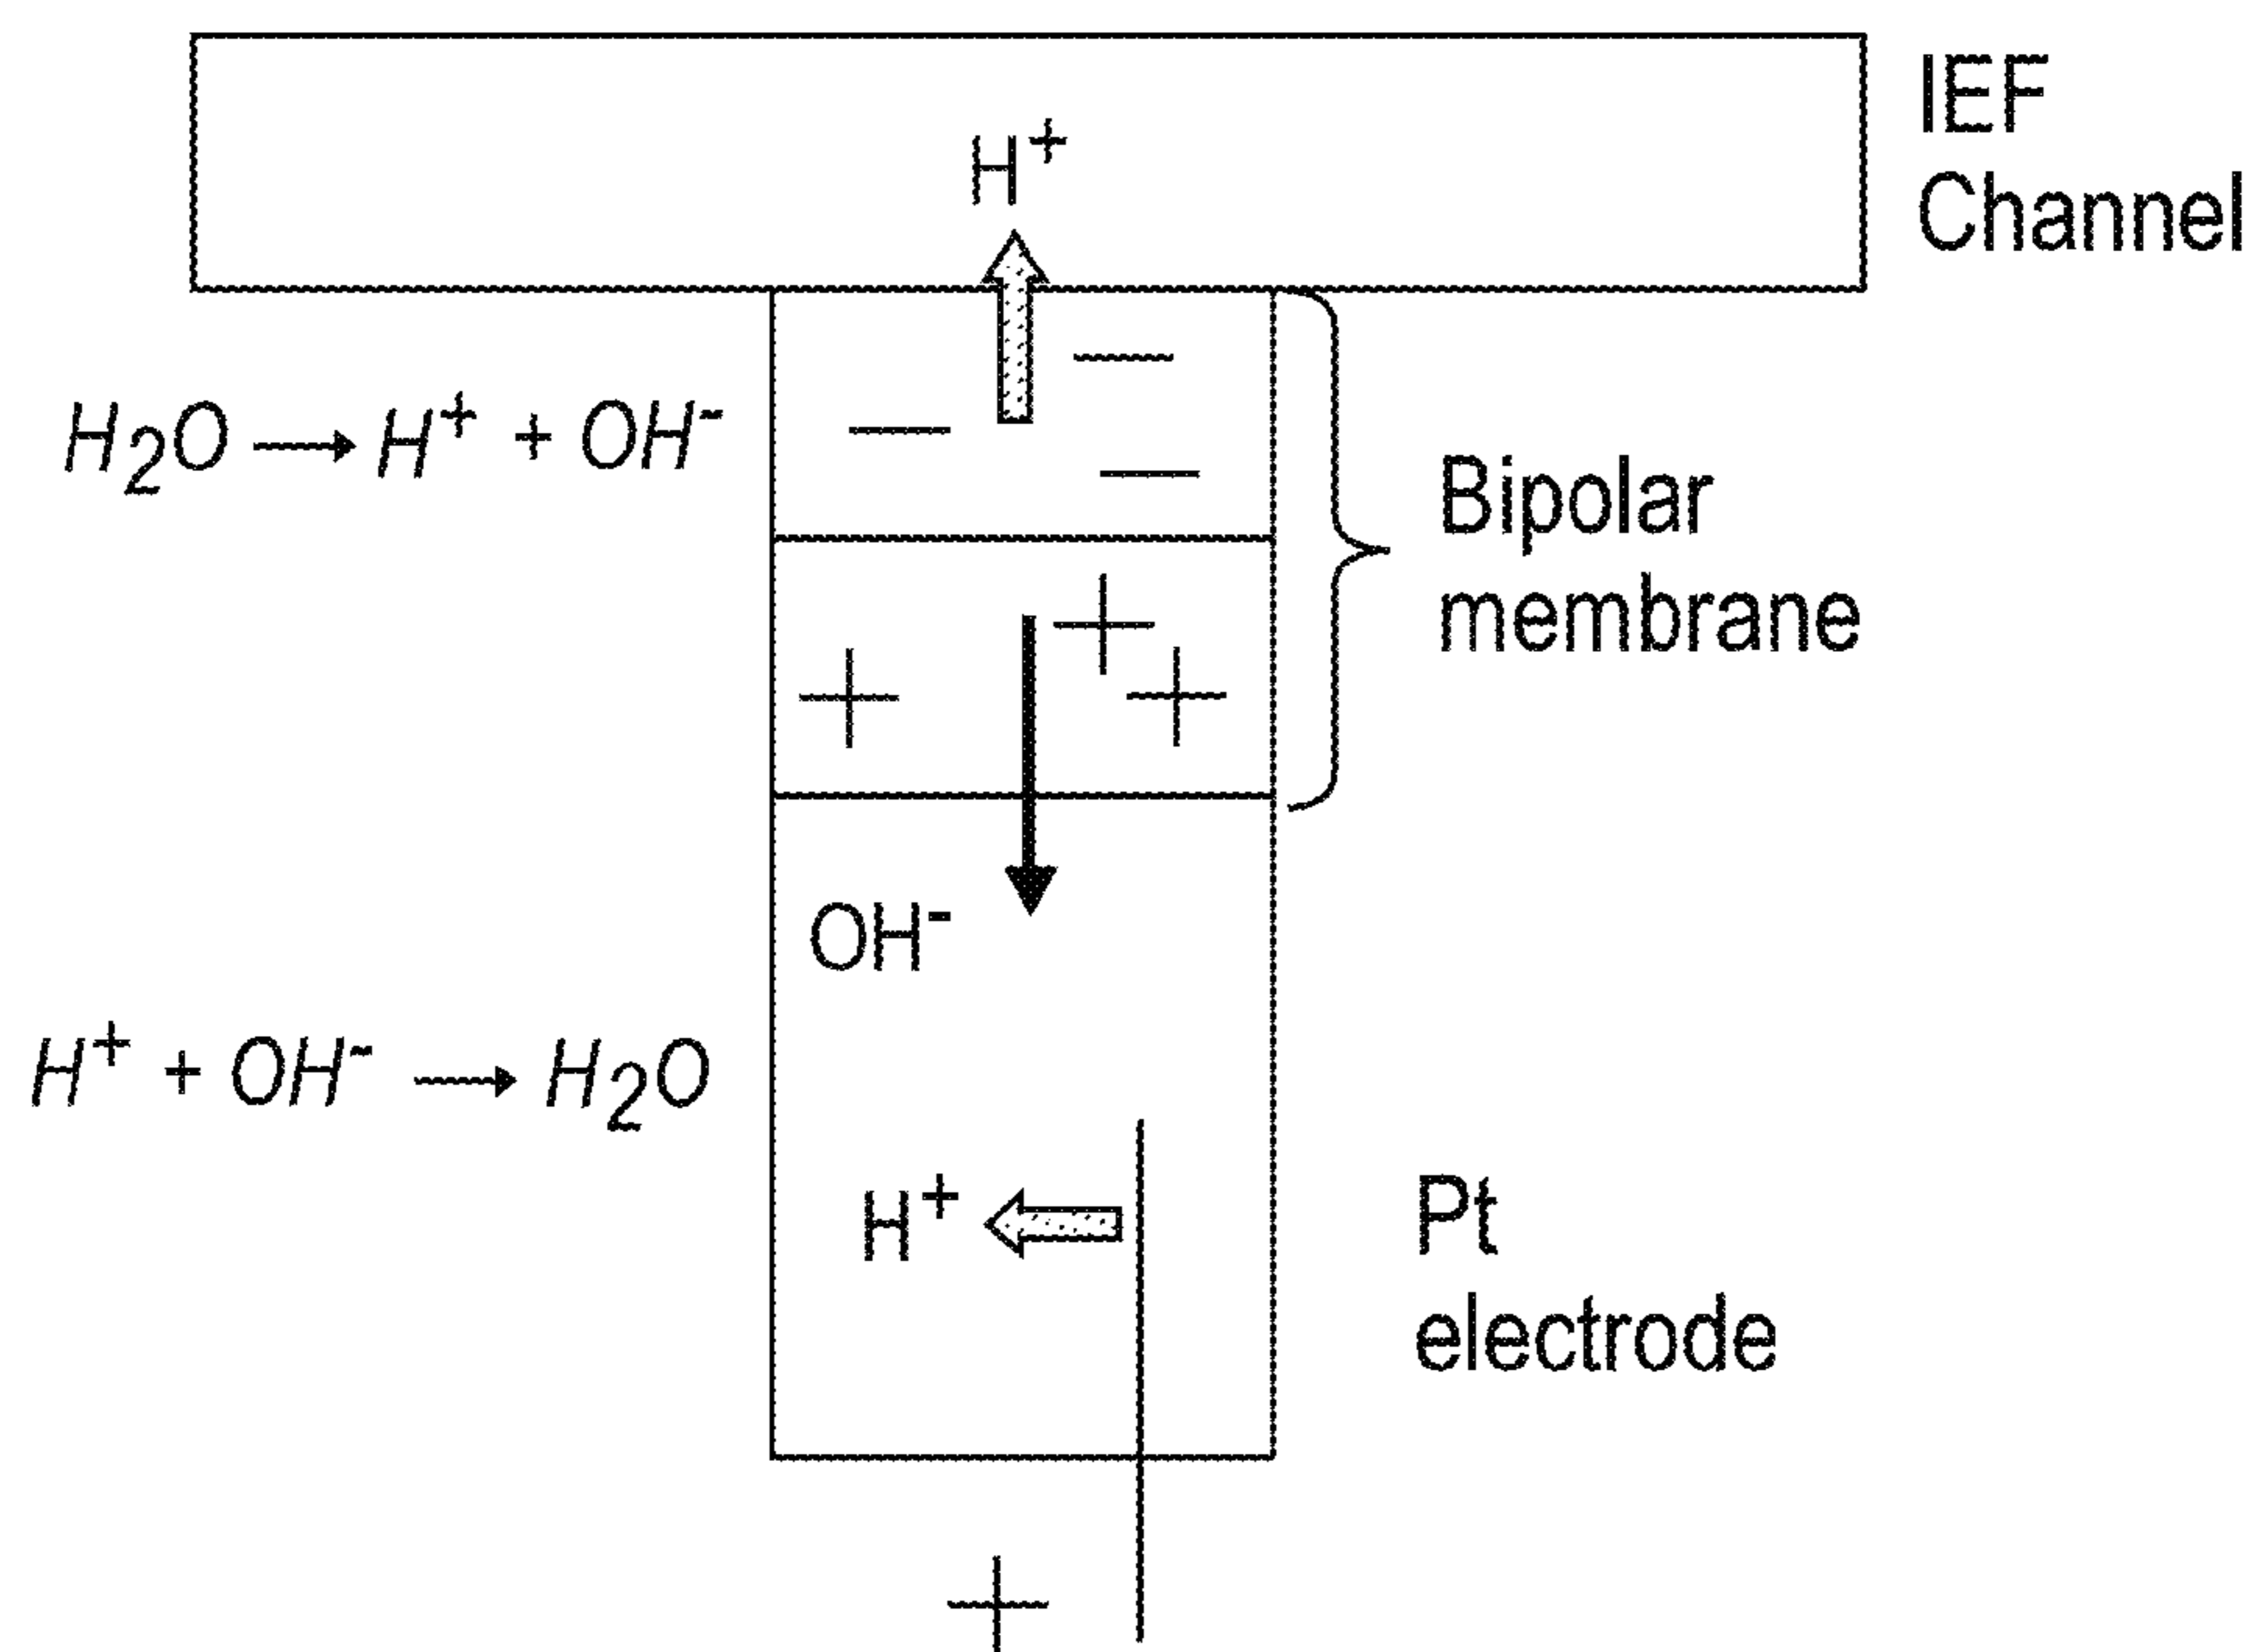 IEF
Channel
H⁺
H₂O → H⁺ + OH⁻
— — —
Bipolar
membrane
+ + +
OH⁻
H⁺ + OH⁻ → H₂O
H⁺
Pt
electrode
+